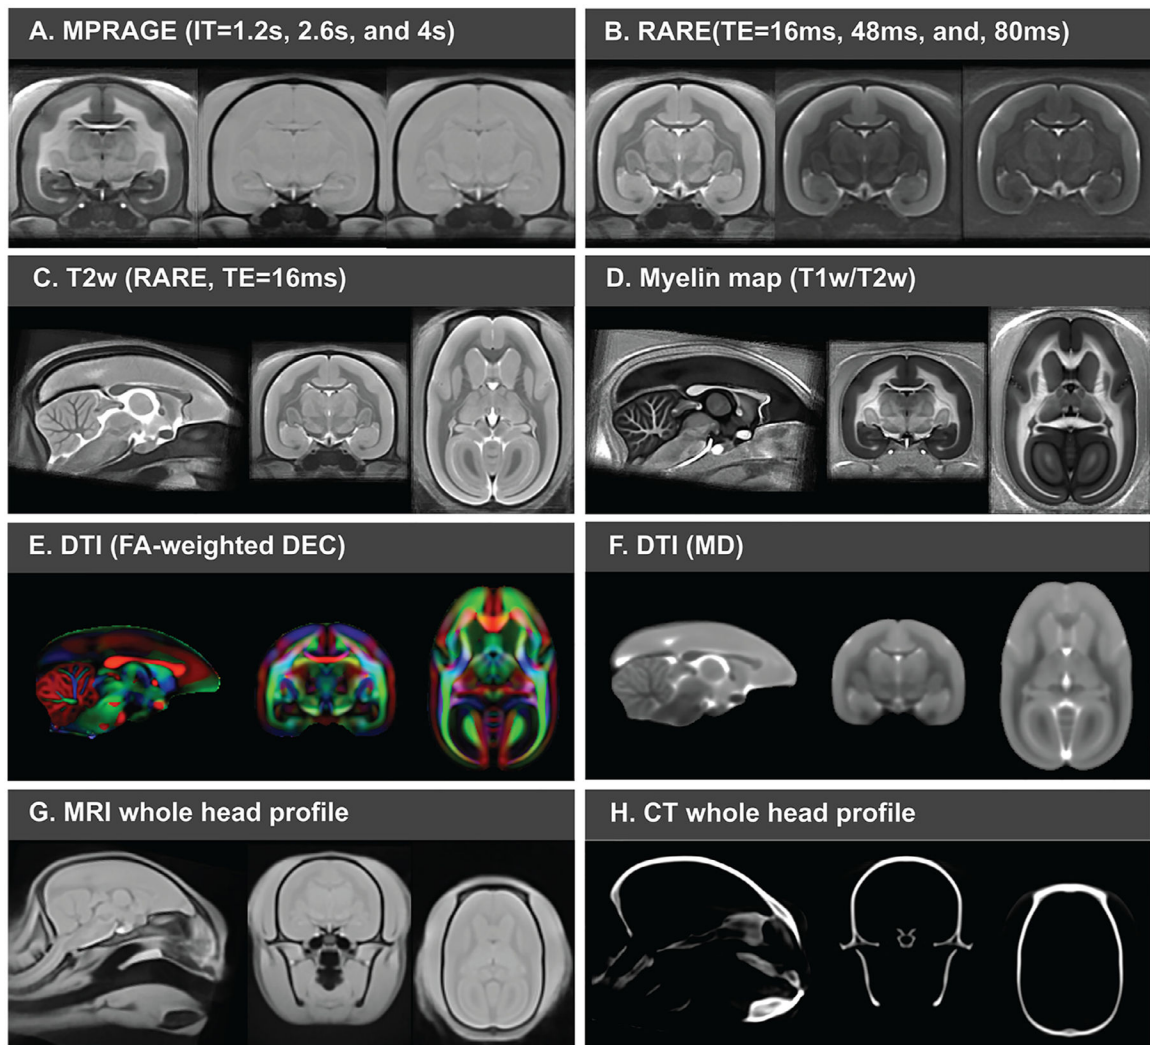 A. MPRAGE (IT=1.2s, 2.6s, and 4s)
B. RARE(TE=16ms, 48ms, and, 80ms)
C. T2w (RARE, TE=16ms)
D. Myelin map (T1w/T2w)
E. DTI (FA-weighted DEC)
F. DTI (MD)
G. MRI whole head profile
H. CT whole head profile